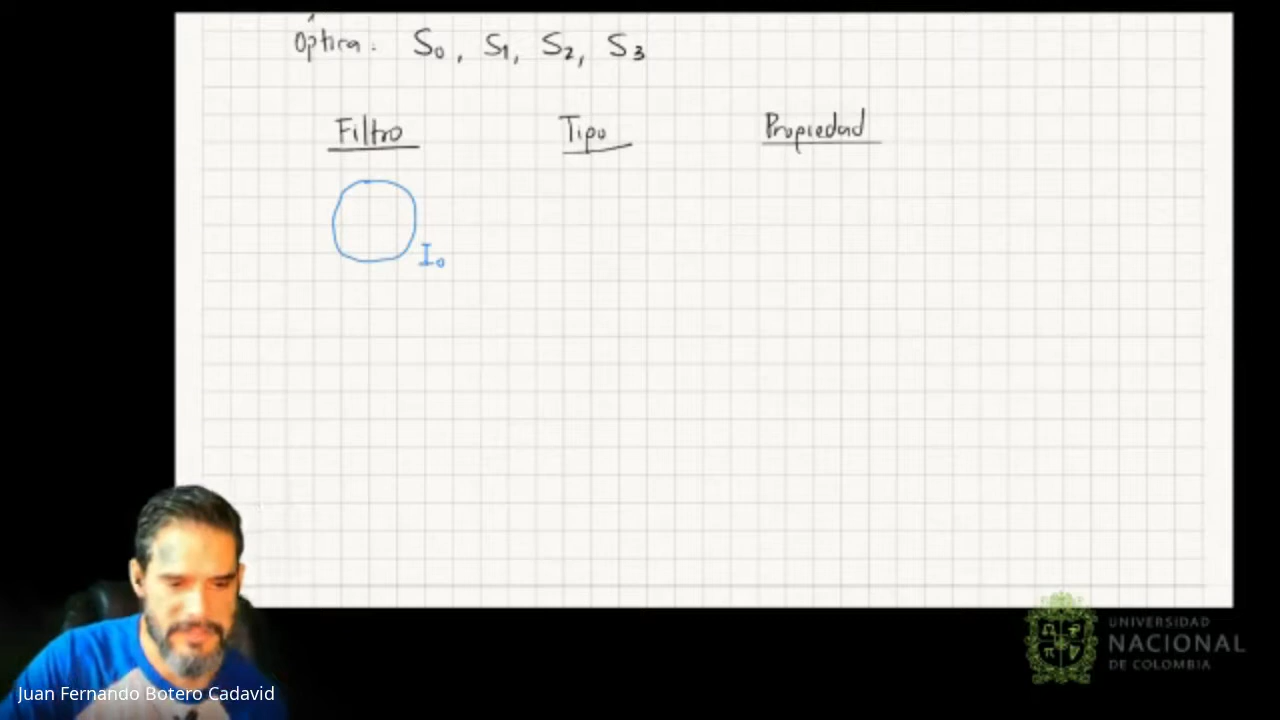 Óptica: S₀, S₁, S₂, S₃
Filtro Tipo Propiedad
I₀
UNIVERSIDAD
NACIONAL
DE COLOMBIA
Juan Fernando Botero Cadavid